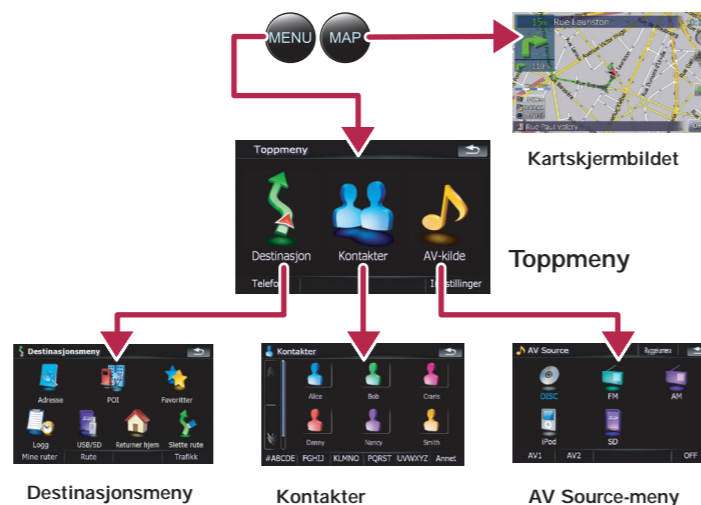 MENU MAP
Rue Lauriston
Rue Paul Valéry
Kartskjermbildet
Toppmeny
Destinasjon Kontakter AV-kilde
Telefon Innstillinger
Toppmeny
Destinasjonsmeny
Adresse POI Favoritter
Logg USB/SD Returner hjem Slette rute
Mine ruter Rute Trafikk
Destinasjonsmeny
Kontakter
Alice Bob Craris
Denny Nancy Smith
#ABCDE FGHIJ KLMNO PQRST UVWXYZ Annet
Kontakter
AV Source Ryggekamera
DISC FM AM
iPod SD
AV1 AV2 OFF
AV Source-meny